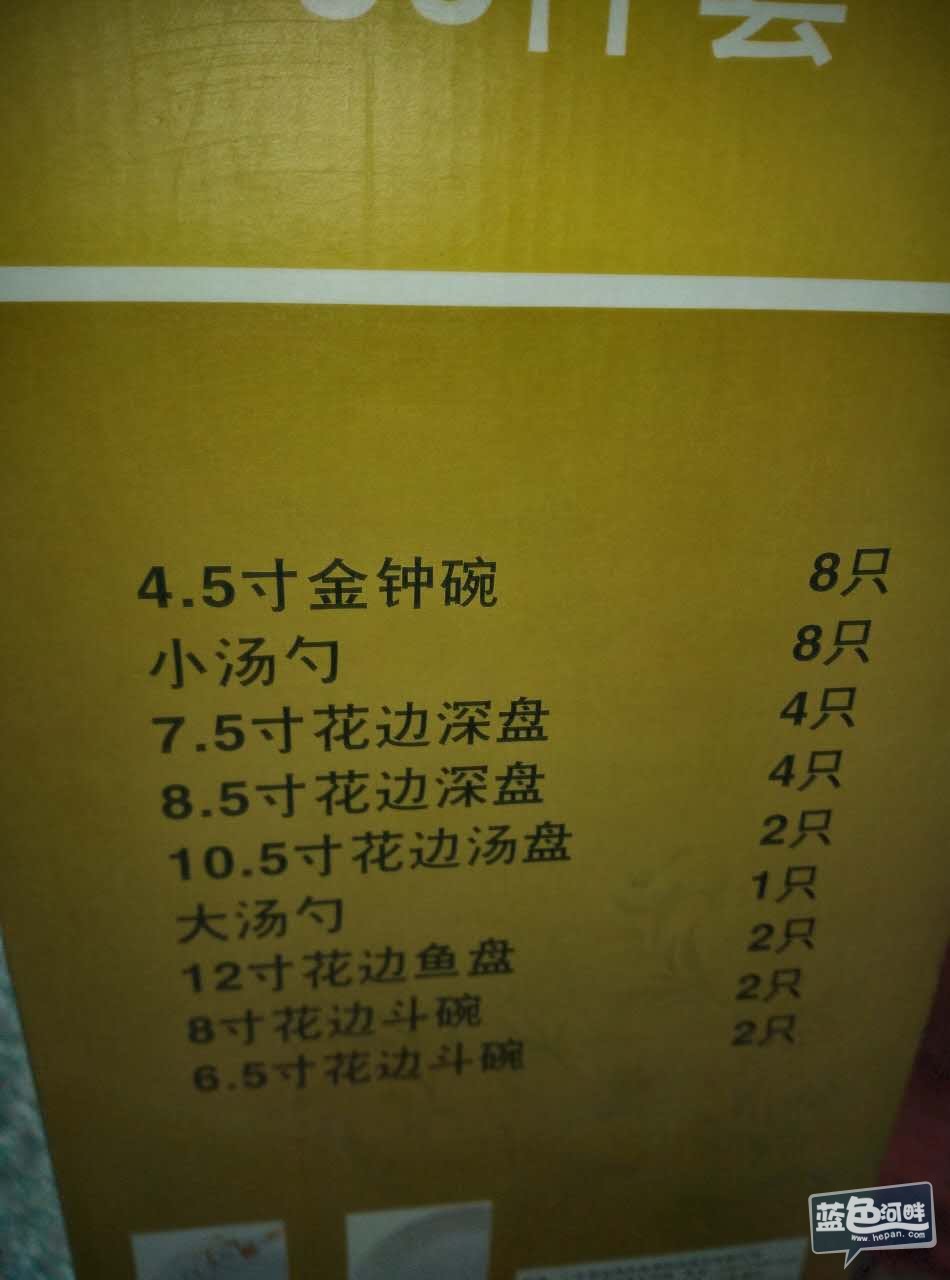 件套
4.5寸金钟碗 8只
小汤勺 8只
7.5寸花边深盘 4只
8.5寸花边深盘 4只
10.5寸花边汤盘 2只
大汤勺 1只
12寸花边鱼盘 2只
8寸花边斗碗 2只
6.5寸花边斗碗 2只
蓝色河畔
www.hepan.com